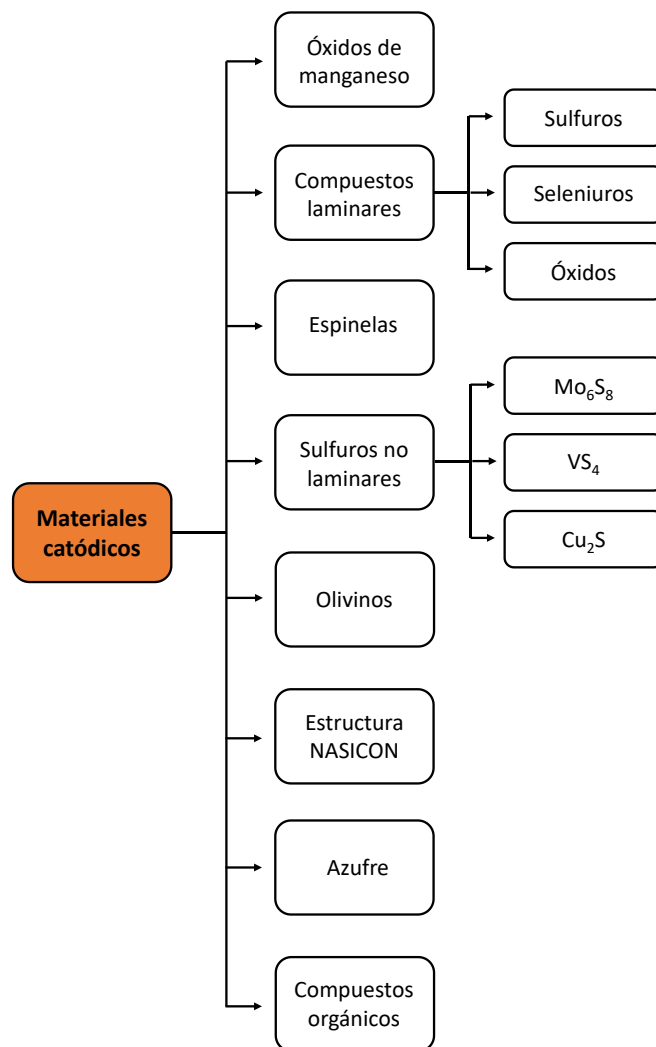 Óxidos de
manganeso
Compuestos
laminares
Sulfuros
Seleniuros
Óxidos
Espinelas
Sulfuros no
laminares
Mo₆S₈
VS₄
Cu₂S
Materiales
catódicos
Olivinos
Estructura
NASICON
Azufre
Compuestos
orgánicos